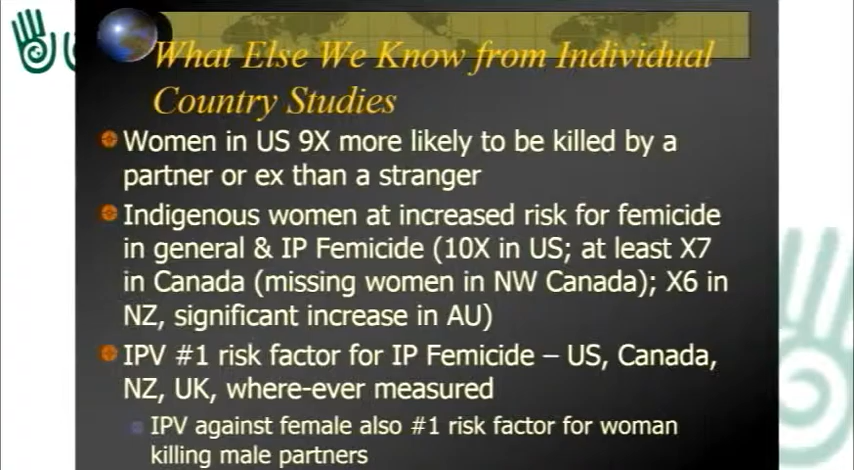 What Else We Know from Individual
Country Studies
Women in US 9X more likely to be killed by a
partner or ex than a stranger
Indigenous women at increased risk for femicide
in general & IP Femicide (10X in US; at least X7
in Canada (missing women in NW Canada); X6 in
NZ, significant increase in AU)
IPV #1 risk factor for IP Femicide – US, Canada,
NZ, UK, where-ever measured
IPV against female also #1 risk factor for woman
killing male partners